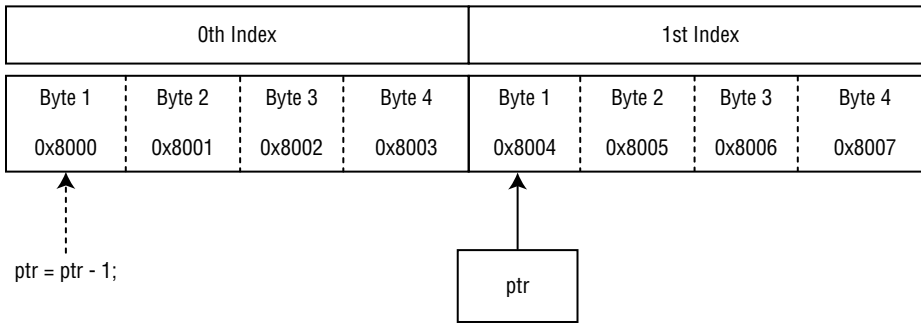 0th Index 1st Index
Byte 1 Byte 2 Byte 3 Byte 4 Byte 1 Byte 2 Byte 3 Byte 4
0x8000 0x8001 0x8002 0x8003 0x8004 0x8005 0x8006 0x8007
ptr = ptr - 1;
ptr